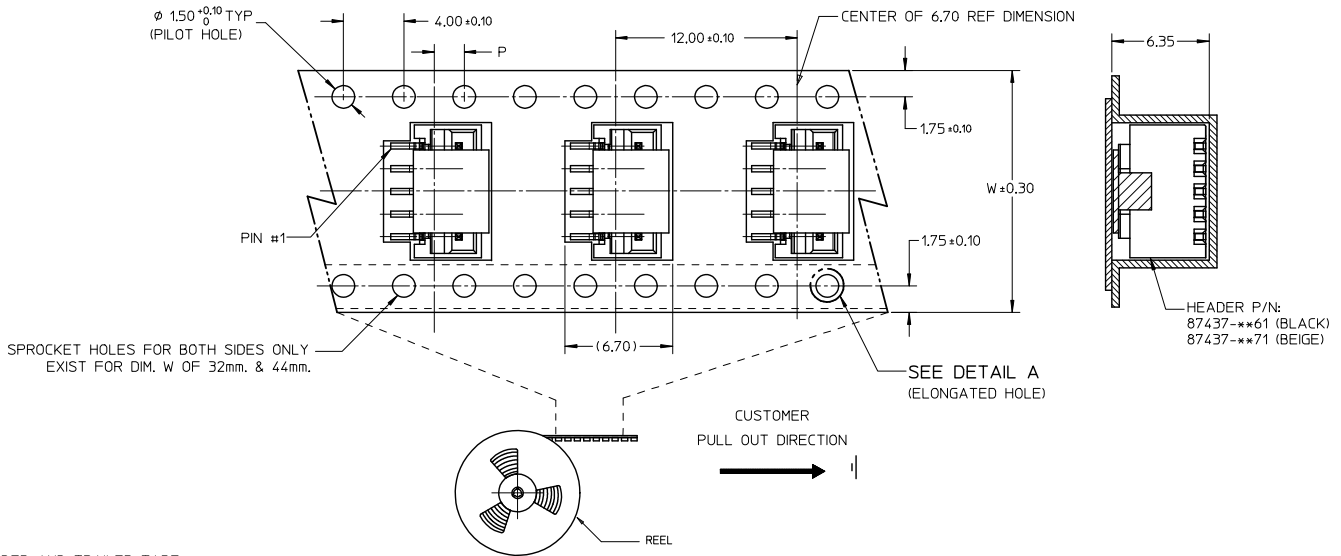 ø 1.50 +0.10 0 TYP
(PILOT HOLE)
4.00 ±0.10
P
12.00 ±0.10
CENTER OF 6.70 REF DIMENSION
6.35
1.75 ±0.10
W ±0.30
PIN #1
1.75 ±0.10
HEADER P/N:
87437-**61 (BLACK)
87437-**71 (BEIGE)
SPROCKET HOLES FOR BOTH SIDES ONLY
EXIST FOR DIM. W OF 32mm. & 44mm.
(6.70)
SEE DETAIL A
(ELONGATED HOLE)
CUSTOMER
PULL OUT DIRECTION
REEL